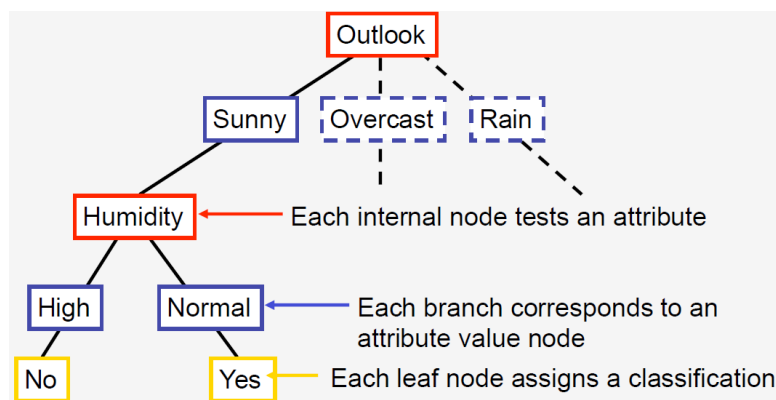 Outlook
Sunny
Overcast
Rain
Humidity
Each internal node tests an attribute
High
Normal
Each branch corresponds to an
attribute value node
No
Yes
Each leaf node assigns a classification